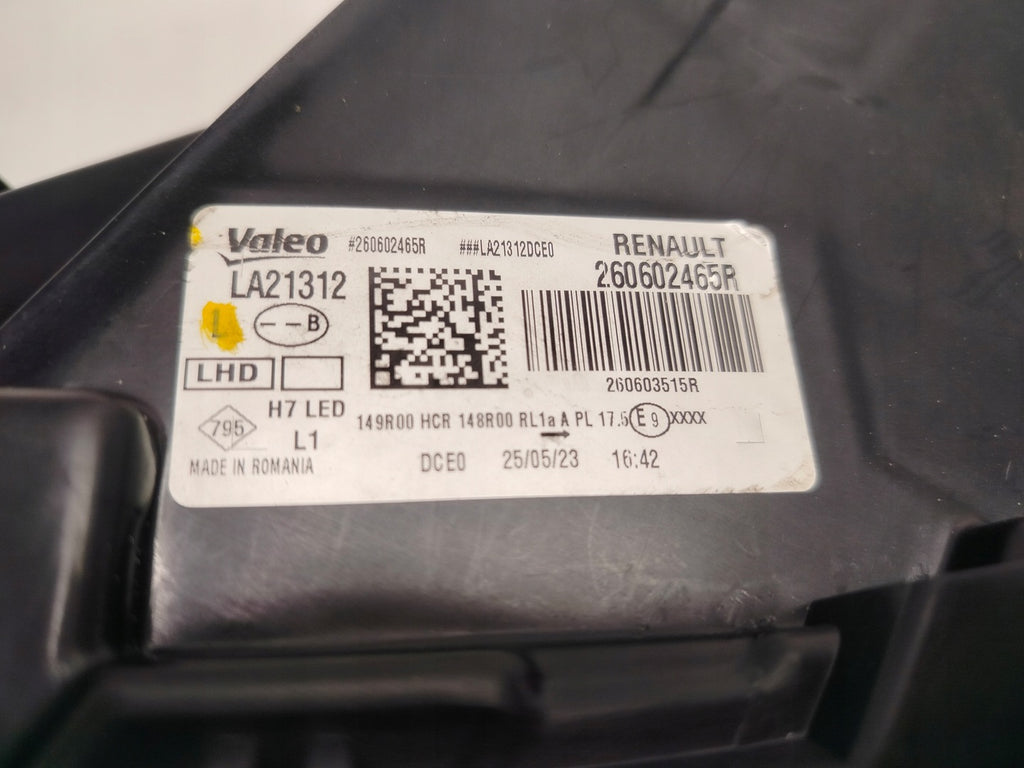 Valeo #260602465R ###LA21312DCE0 RENAULT
LA21312 260602465R
L --B
LHD
260603515R
H7 LED
795 L1
149R00 HCR 148R00 RL1a A PL 17.5 E9 XXXX
MADE IN ROMANIA
DCE0 25/05/23 16:42